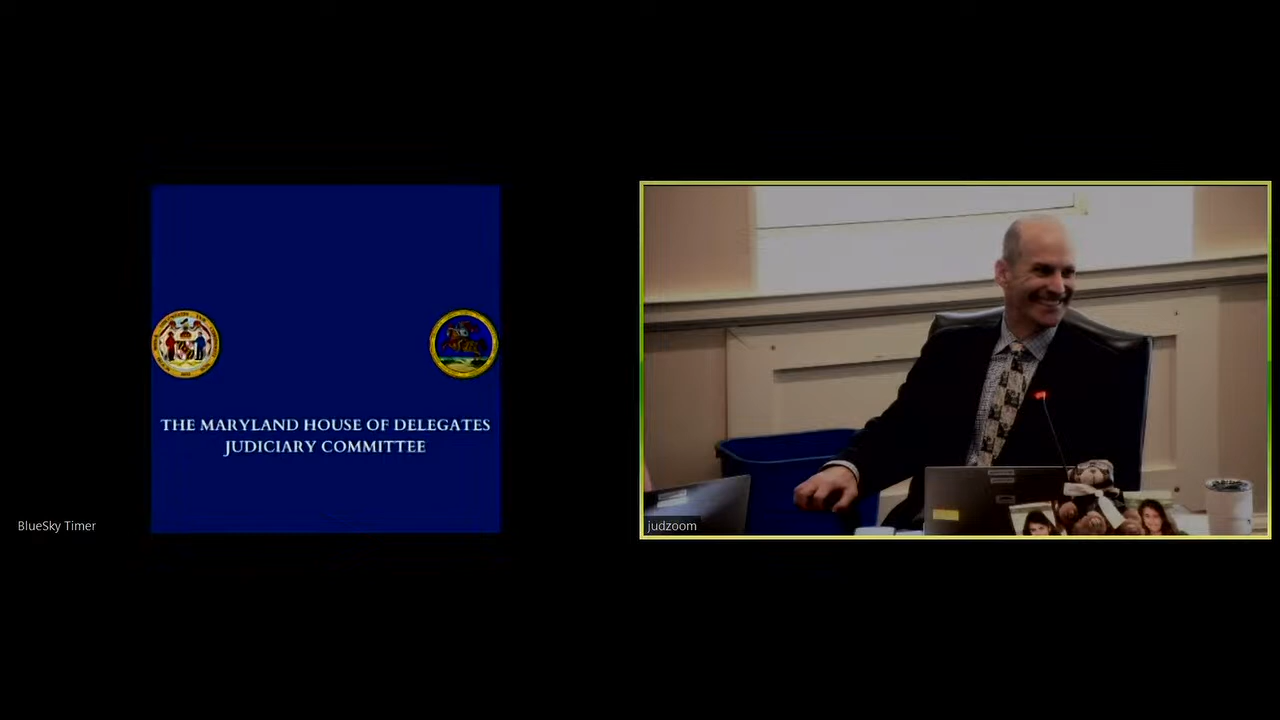 THE MARYLAND HOUSE OF DELEGATES
JUDICIARY COMMITTEE
BlueSky Timer
judzoom